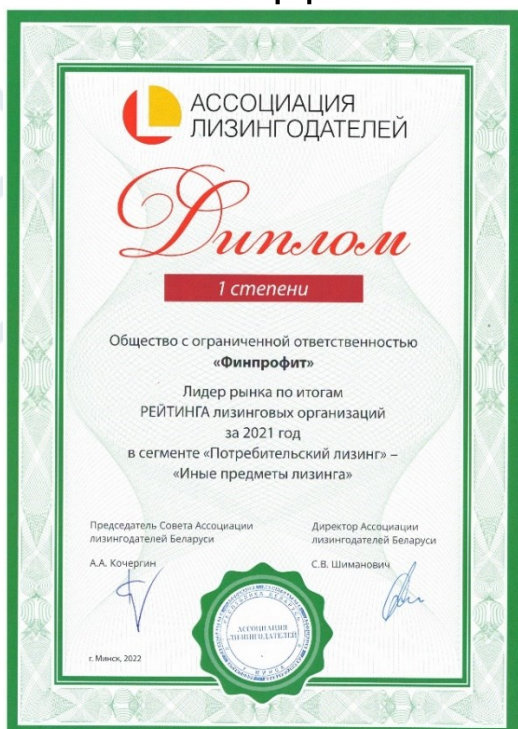 АССОЦИАЦИЯ
ЛИЗИНГОДАТЕЛЕЙ
Диплом
1 степени
Общество с ограниченной ответственностью
«Финпрофит»
Лидер рынка по итогам
РЕЙТИНГА лизинговых организаций
за 2021 год
в сегменте «Потребительский лизинг» –
«Иные предметы лизинга»
Председатель Совета Ассоциации
лизингодателей Беларуси
А.А. Кочергин
Директор Ассоциации
лизингодателей Беларуси
С.В. Шиманович
АССОЦИАЦИЯ
ЛИЗИНГОДАТЕЛЕЙ
г. Минск, 2022